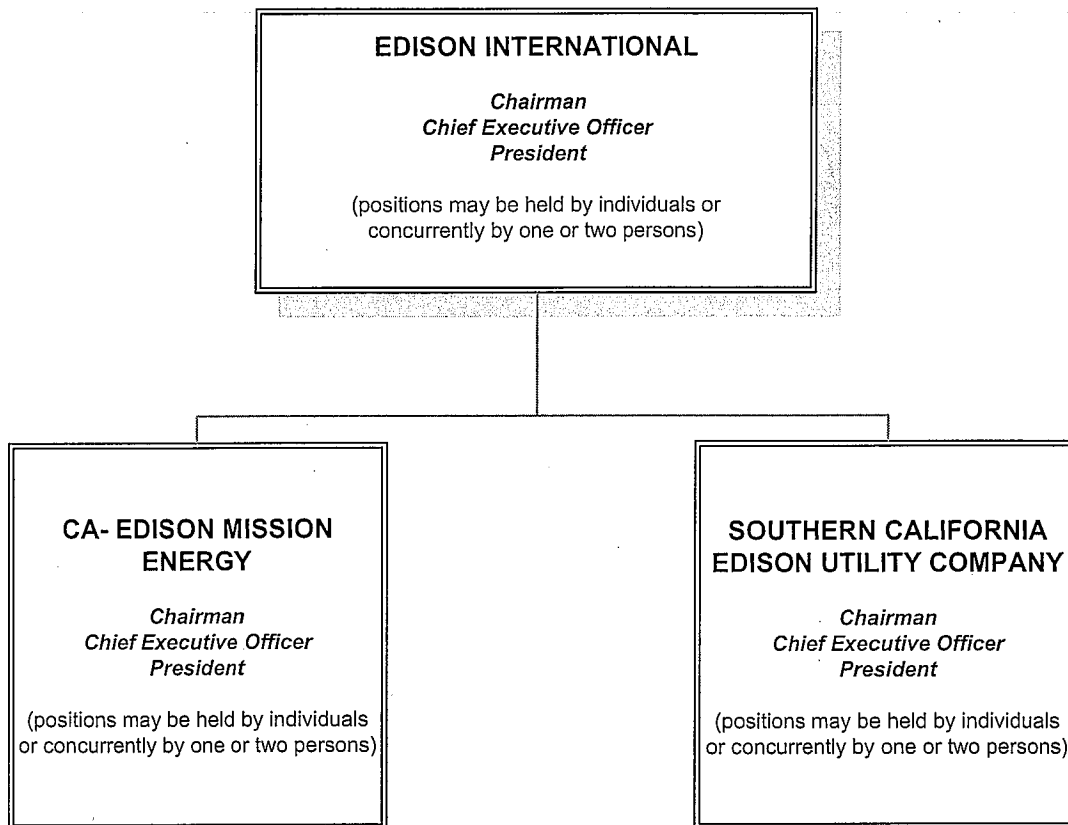 EDISON INTERNATIONAL
Chairman
Chief Executive Officer
President
(positions may be held by individuals or
concurrently by one or two persons)
CA- EDISON MISSION
ENERGY
Chairman
Chief Executive Officer
President
(positions may be held by individuals
or concurrently by one or two persons)
SOUTHERN CALIFORNIA
EDISON UTILITY COMPANY
Chairman
Chief Executive Officer
President
(positions may be held by individuals
or concurrently by one or two persons)